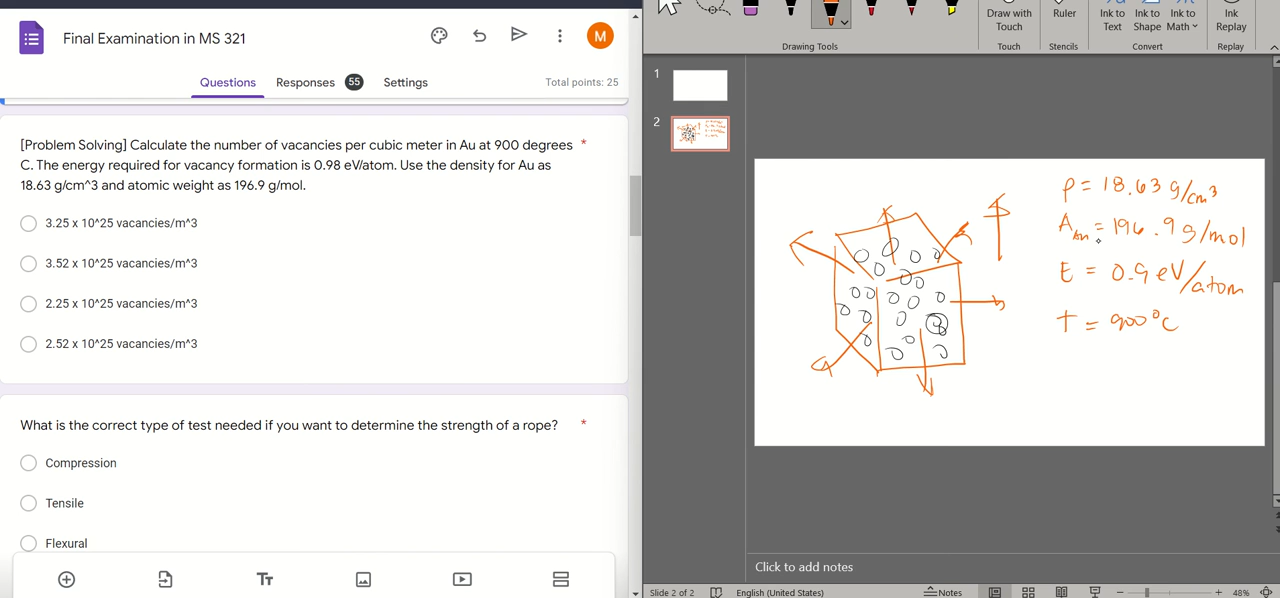 Final Examination in MS 321
M
Questions Responses 55 Settings Total points: 25
[Problem Solving] Calculate the number of vacancies per cubic meter in Au at 900 degrees *
C. The energy required for vacancy formation is 0.98 eV/atom. Use the density for Au as
18.63 g/cm^3 and atomic weight as 196.9 g/mol.
3.25 x 10^25 vacancies/m^3
3.52 x 10^25 vacancies/m^3
2.25 x 10^25 vacancies/m^3
2.52 x 10^25 vacancies/m^3
What is the correct type of test needed if you want to determine the strength of a rope? *
Compression
Tensile
Flexural
Tt
Draw with
Touch
Ruler
Ink to
Text
Ink to
Shape
Ink to
Math
Ink
Replay
Drawing Tools Touch Stencils Convert Replay
1
2
ρ = 18.63 g/cm³
A_Au = 196.9 g/mol
E = 0.9 eV/atom
T = 900°C
Click to add notes
Slide 2 of 2 English (United States) Notes 48%